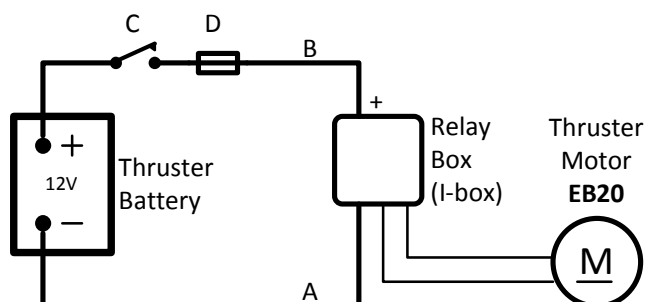 C
D
B
+
Relay
Box
(I-box)
Thruster
Motor
EB20
+
12V
−
Thruster
Battery
M
A